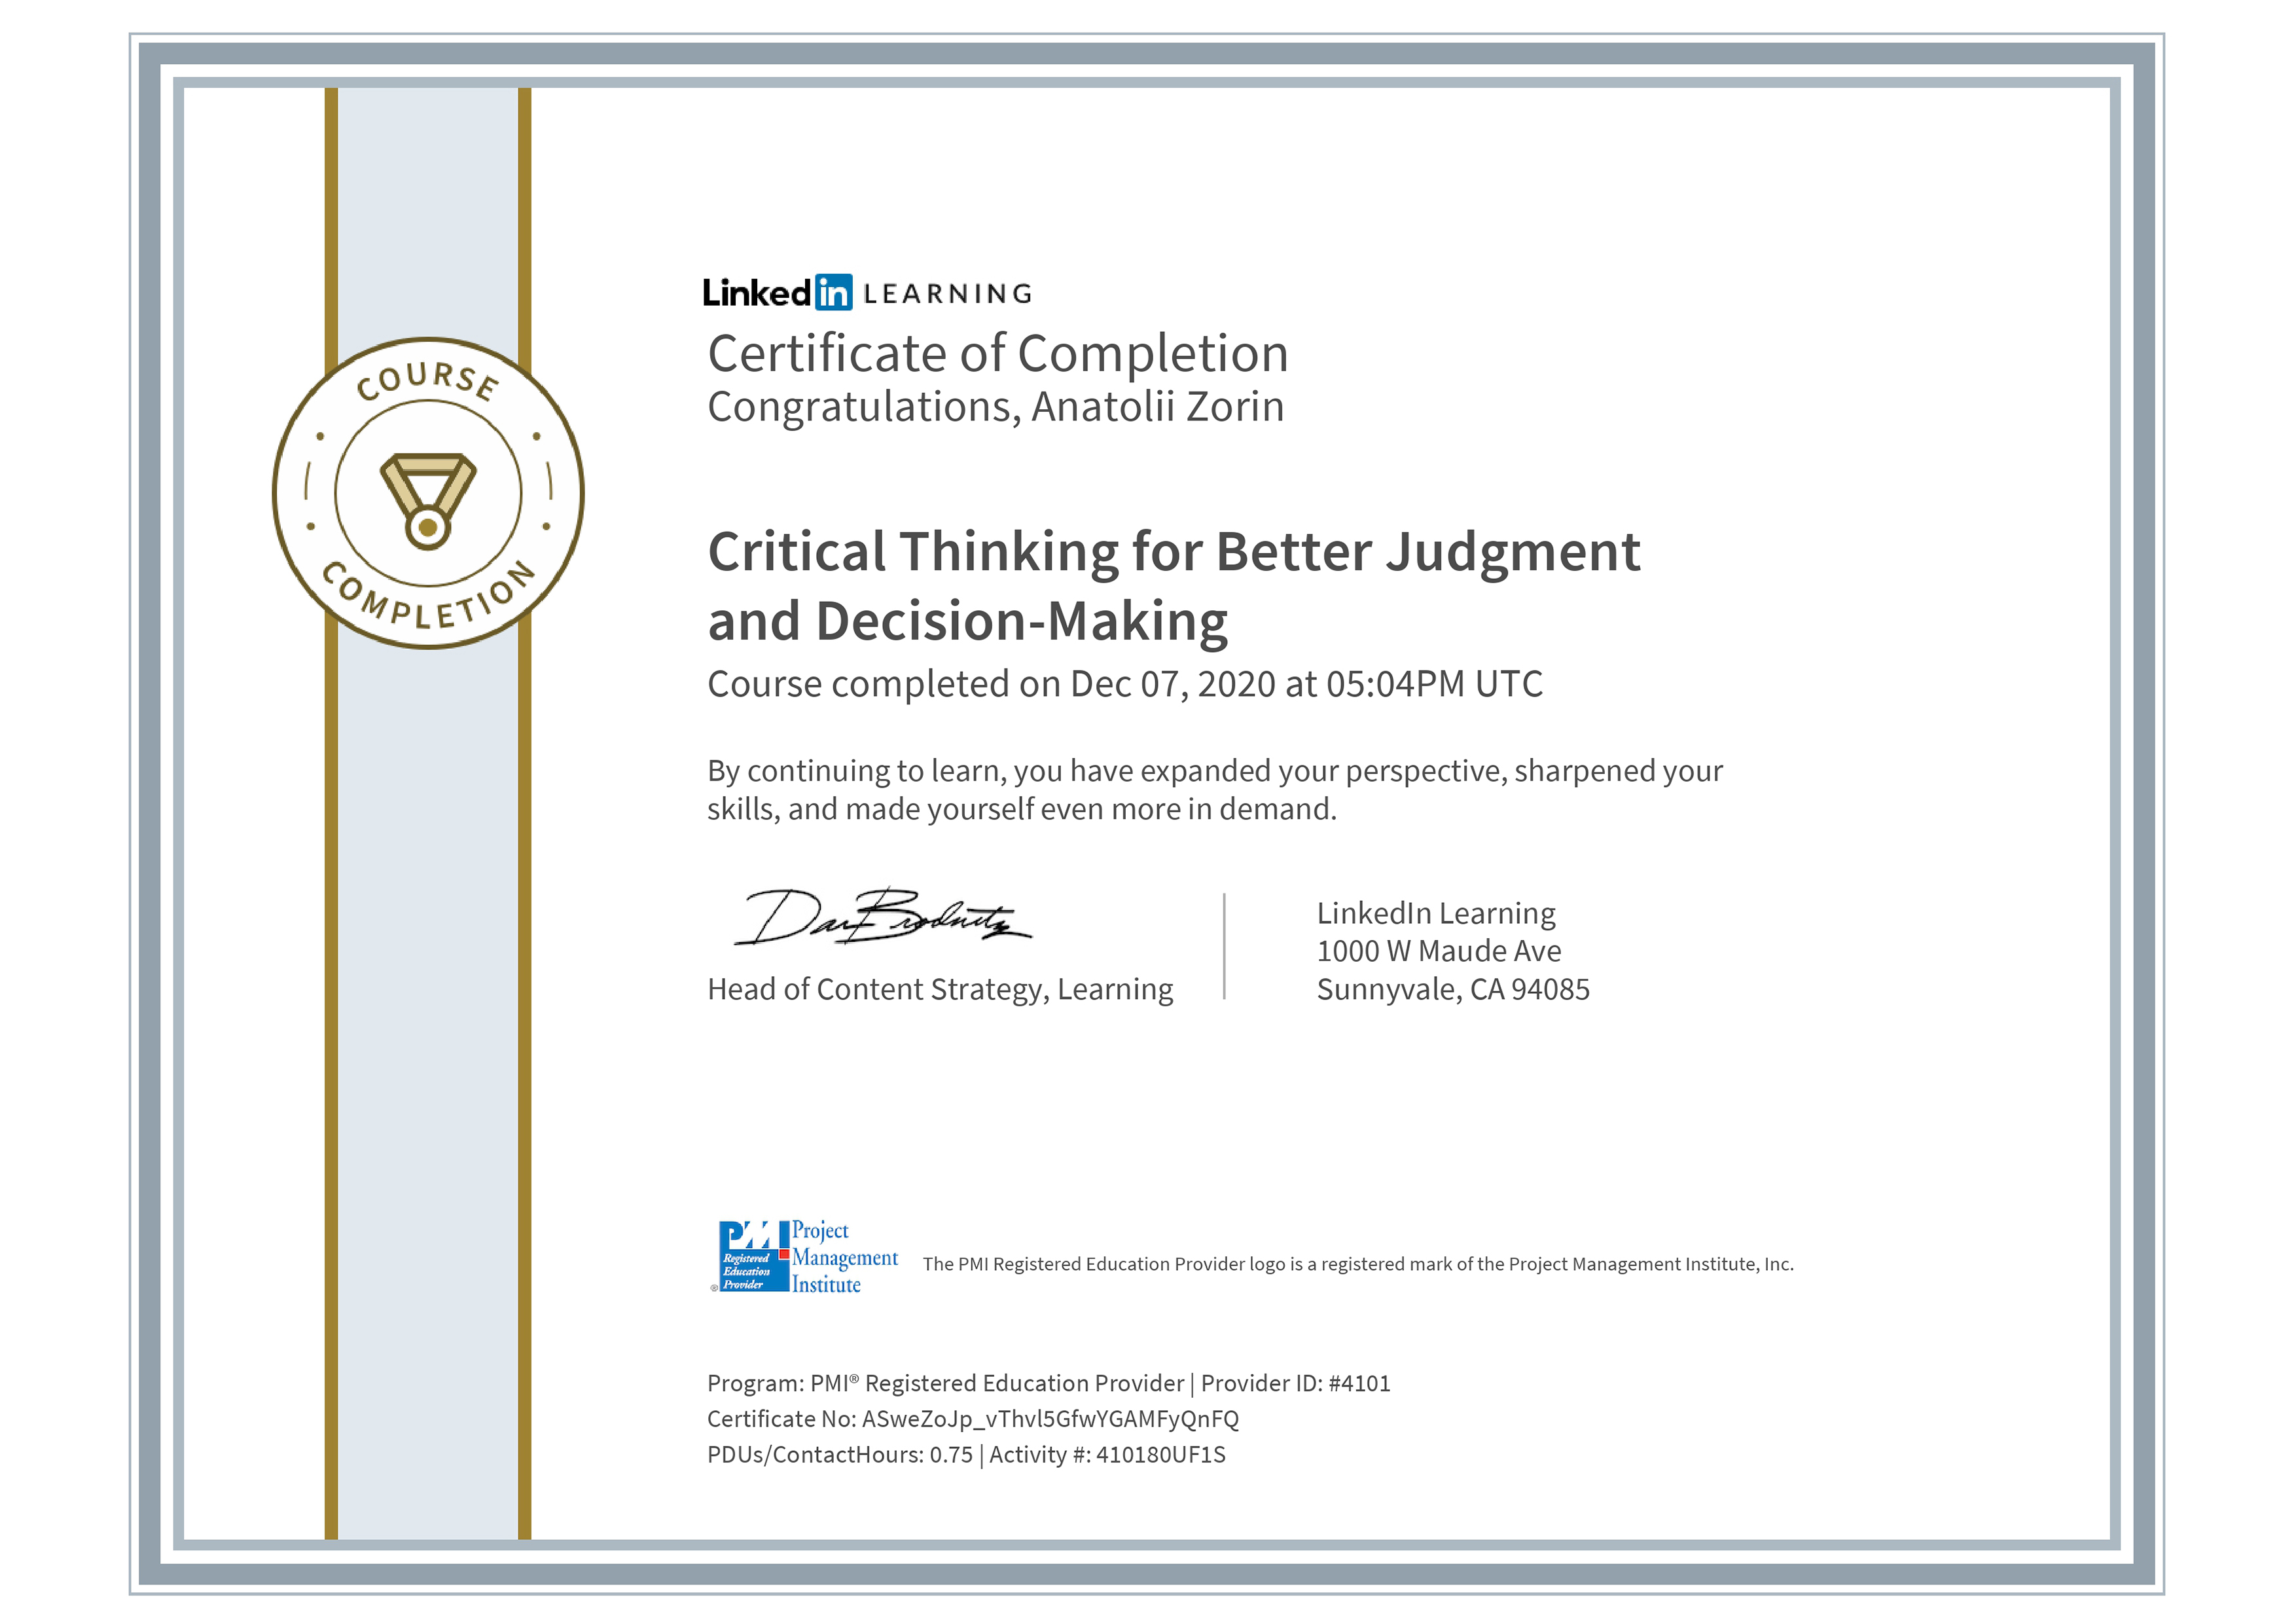 COURSE
COMPLETION
Linked in LEARNING
Certificate of Completion
Congratulations, Anatolii Zorin
Critical Thinking for Better Judgment
and Decision-Making
Course completed on Dec 07, 2020 at 05:04PM UTC
By continuing to learn, you have expanded your perspective, sharpened your
skills, and made yourself even more in demand.
Head of Content Strategy, Learning
LinkedIn Learning
1000 W Maude Ave
Sunnyvale, CA 94085
PMI
Registered
Education
® Provider
Project
Management
Institute
The PMI Registered Education Provider logo is a registered mark of the Project Management Institute, Inc.
Program: PMI® Registered Education Provider | Provider ID: #4101
Certificate No: ASweZoJp_vThvl5GfwYGAMFyQnFQ
PDUs/ContactHours: 0.75 | Activity #: 410180UF1S